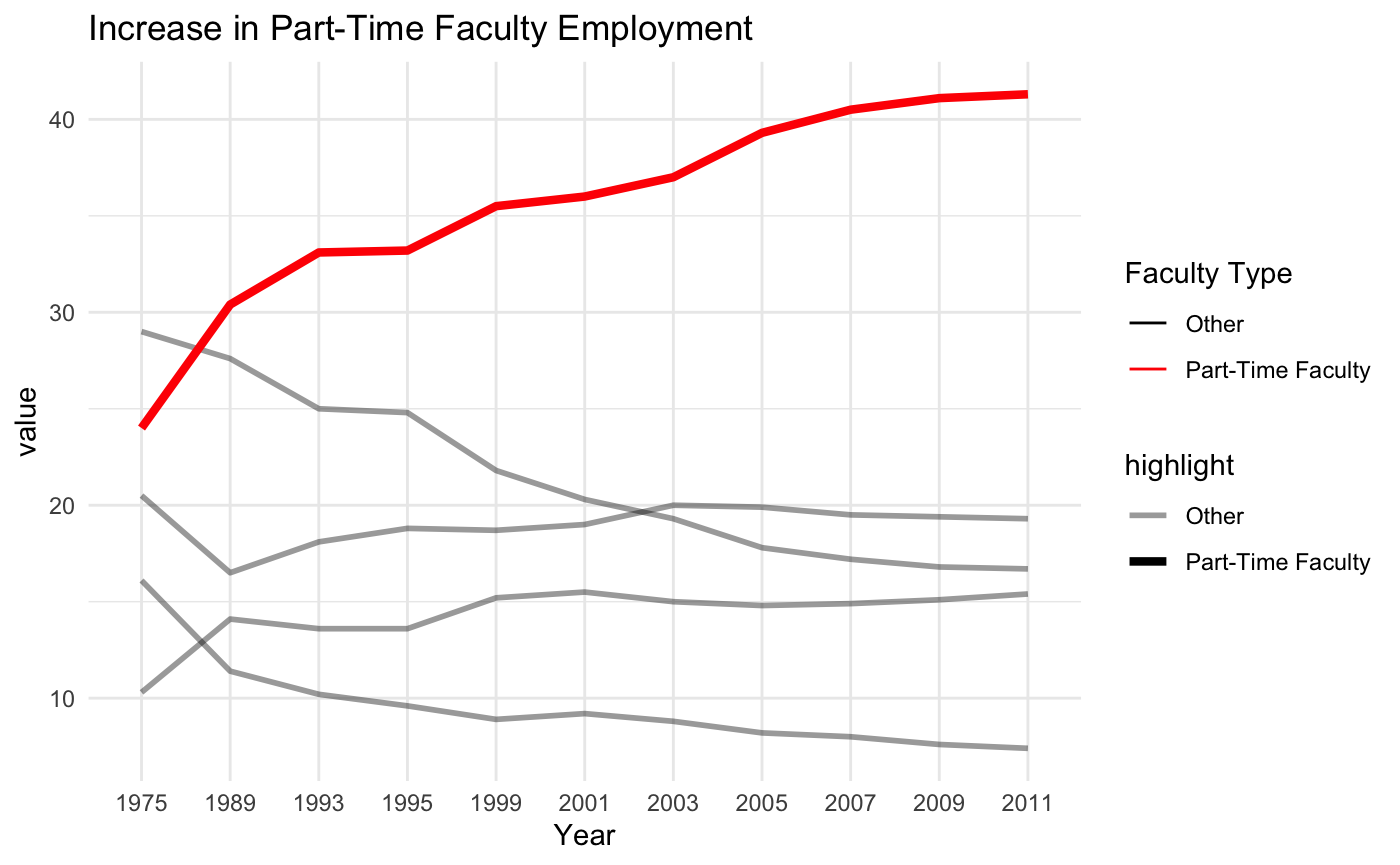 Increase in Part-Time Faculty Employment
40
30
20
10
value
1975 1989 1993 1995 1999 2001 2003 2005 2007 2009 2011
Year
Faculty Type
Other
Part-Time Faculty
highlight
Other
Part-Time Faculty